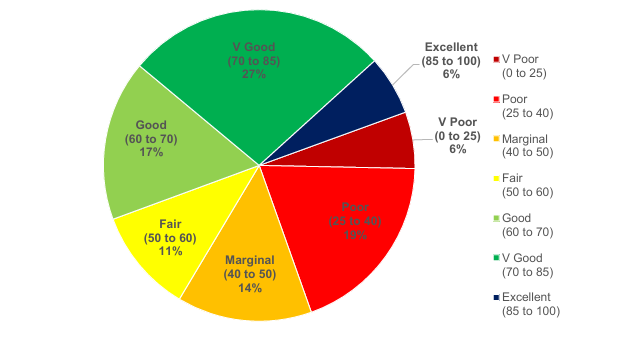 V Good
(70 to 85)
27%
Excellent
(85 to 100)
6%
V Poor
(0 to 25)
6%
Good
(60 to 70)
17%
Poor
(25 to 40)
19%
Fair
(50 to 60)
11%
Marginal
(40 to 50)
14%
V Poor
(0 to 25)
Poor
(25 to 40)
Marginal
(40 to 50)
Fair
(50 to 60)
Good
(60 to 70)
V Good
(70 to 85)
Excellent
(85 to 100)